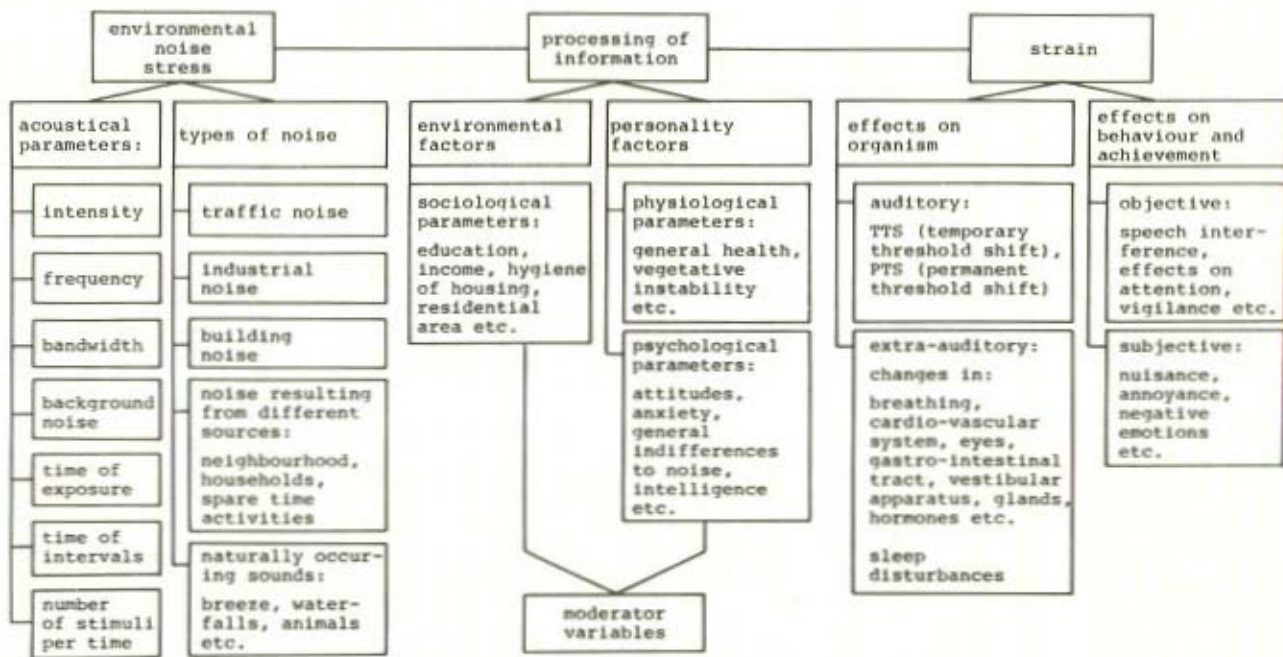 environmental
noise
stress
processing of
information
strain
acoustical
parameters:
intensity
frequency
bandwidth
background
noise
time of
exposure
time of
intervals
number
of stimuli
per time
types of noise
traffic noise
industrial
noise
building
noise
noise resulting
from different
sources:
neighbourhood,
households,
spare time
activities
naturally occur-
ing sounds:
breeze, water-
falls, animals
etc.
environmental
factors
sociological
parameters:
education,
income, hygiene
of housing,
residential
area etc.
personality
factors
physiological
parameters:
general health,
vegetative
instability
etc.
psychological
parameters:
attitudes,
anxiety,
general
indifferences
to noise,
intelligence
etc.
moderator
variables
effects on
organism
auditory:
TTS (temporary
threshold shift),
PTS (permanent
threshold shift)
extra-auditory:
changes in:
breathing,
cardio-vascular
system, eyes,
gastro-intestinal
tract, vestibular
apparatus, glands,
hormones etc.
sleep
disturbances
effects on
behaviour and
achievement
objective:
speech inter-
ference,
effects on
attention,
vigilance etc.
subjective:
nuisance,
annoyance,
negative
emotions
etc.